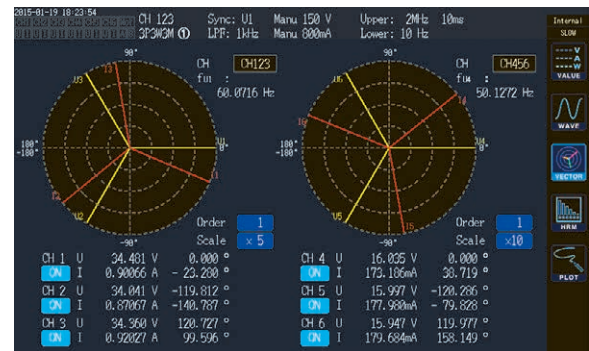 2015-01-19 18:23:54
CH 123 Sync: U1 Manu 150 V Upper: 2MHz 10ms
3P3W3M ① LPF: 1kHz Manu 800mA Lower: 10 Hz
Internal
SLOW
90°
CH CH123
fU1 :
60.0716 Hz
U3
I3
180°
-180°
U1
0°
I1
I2
U2
-90°
Order 1
Scale ×5
90°
CH CH456
fU4 :
50.1272 Hz
U6
I4
I6
180°
-180°
U4
0°
U5
I5
-90°
Order 1
Scale ×10
CH 1 U 34.481 V 0.000 °
ON I 0.90066 A - 23.280 °
CH 2 U 34.041 V -119.812 °
ON I 0.87067 A -140.787 °
CH 3 U 34.360 V 120.727 °
ON I 0.92027 A 99.596 °
CH 4 U 16.035 V 0.000 °
ON I 173.186mA 38.719 °
CH 5 U 15.997 V -120.286 °
ON I 177.980mA - 79.828 °
CH 6 U 15.947 V 119.977 °
ON I 179.684mA 158.149 °
V
A
W
VALUE
WAVE
VECTOR
HRM
PLOT